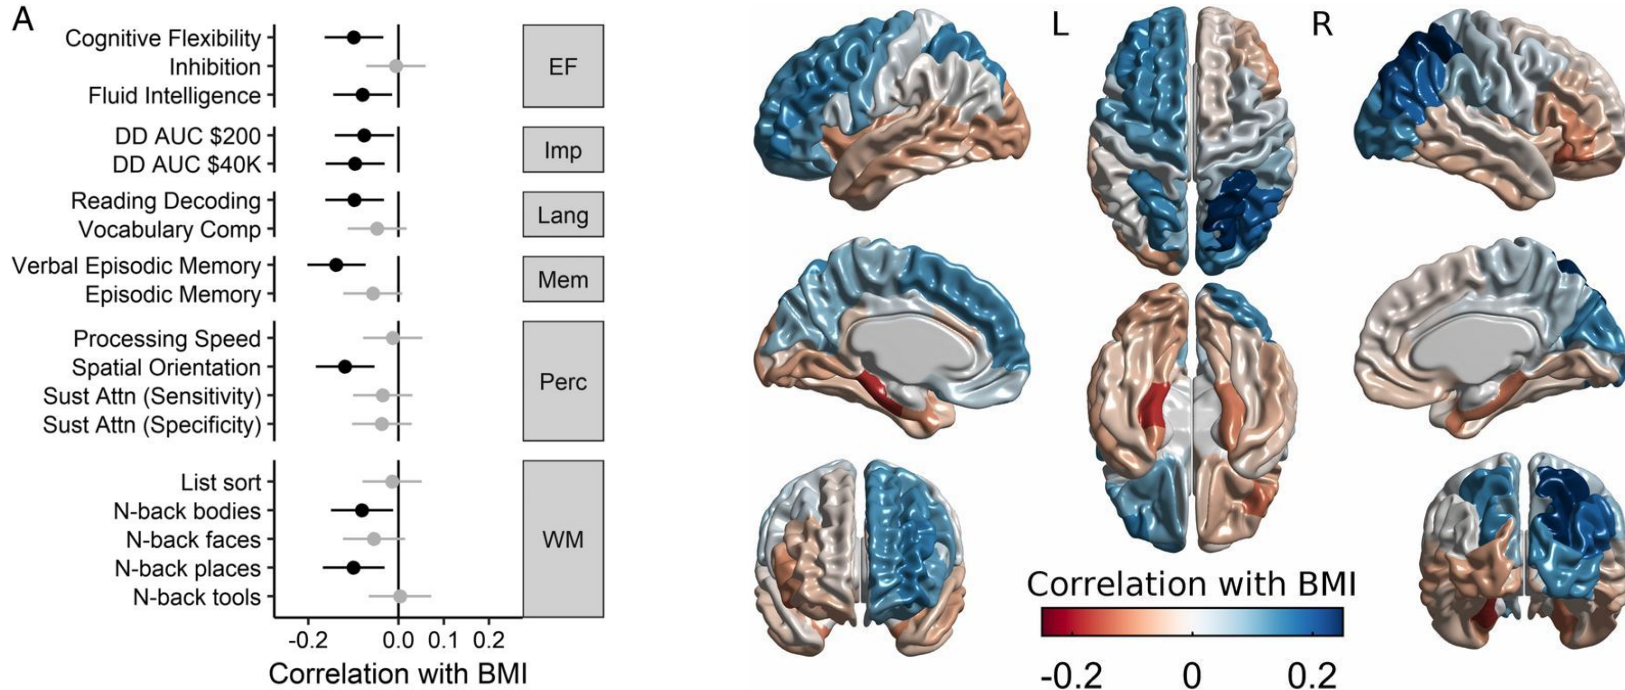 A
Cognitive Flexibility
Inhibition
Fluid Intelligence
EF
DD AUC $200
DD AUC $40K
Imp
Reading Decoding
Vocabulary Comp
Lang
Verbal Episodic Memory
Episodic Memory
Mem
Processing Speed
Spatial Orientation
Sust Attn (Sensitivity)
Sust Attn (Specificity)
Perc
List sort
N-back bodies
N-back faces
N-back places
N-back tools
WM
-0.2 0.0 0.2
Correlation with BMI
L R
Correlation with BMI
-0.2 0 0.2